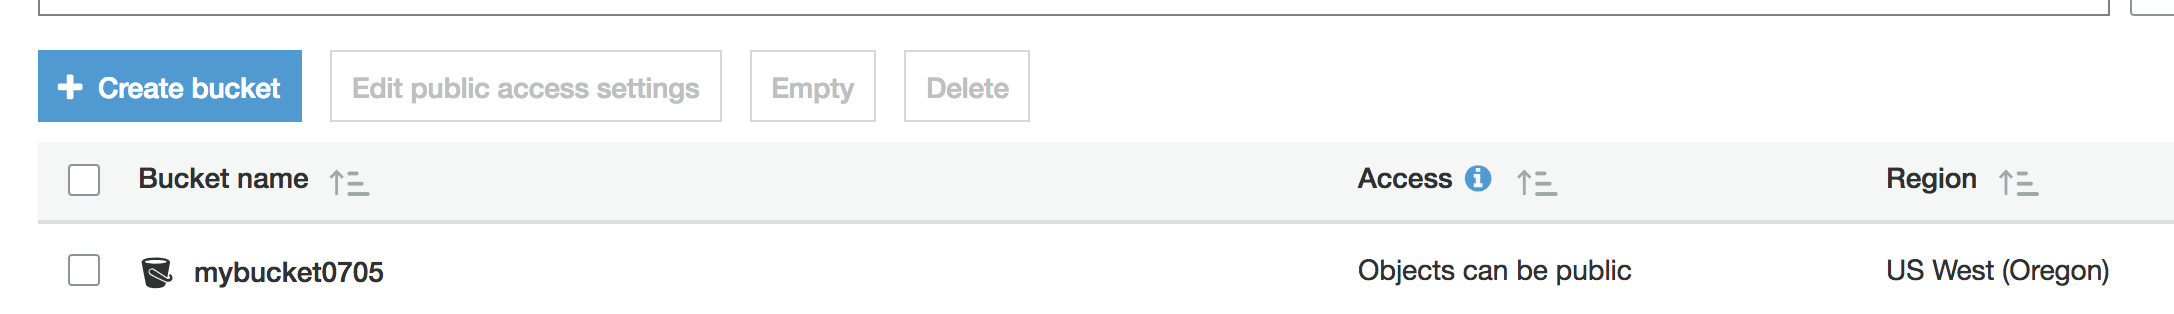 Create bucket Edit public access settings Empty Delete
Bucket name Access Region
mybucket0705 Objects can be public US West (Oregon)